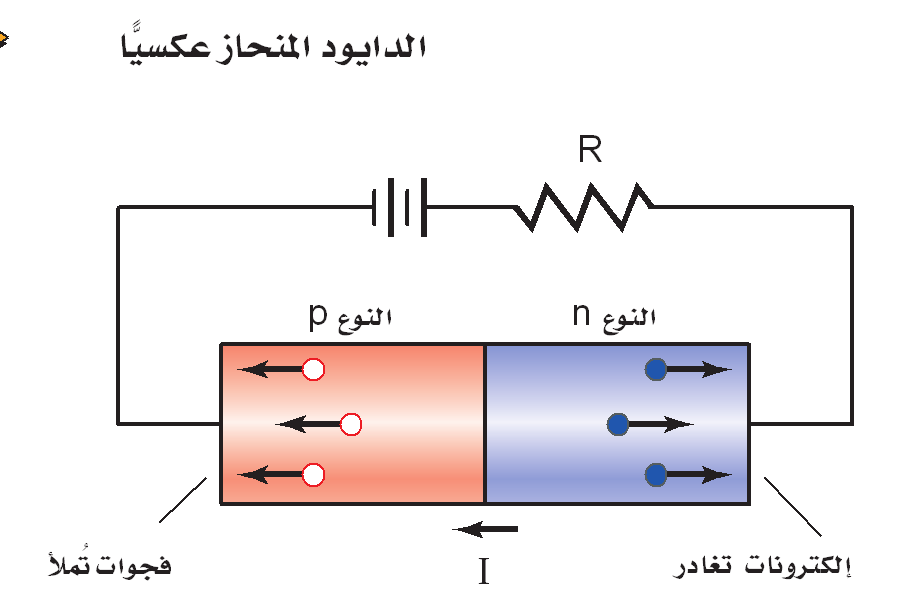 الدايود المنحاز عكسيًّا
R
النوع p
النوع n
I
فجوات تُملأ
إلكترونات تغادر